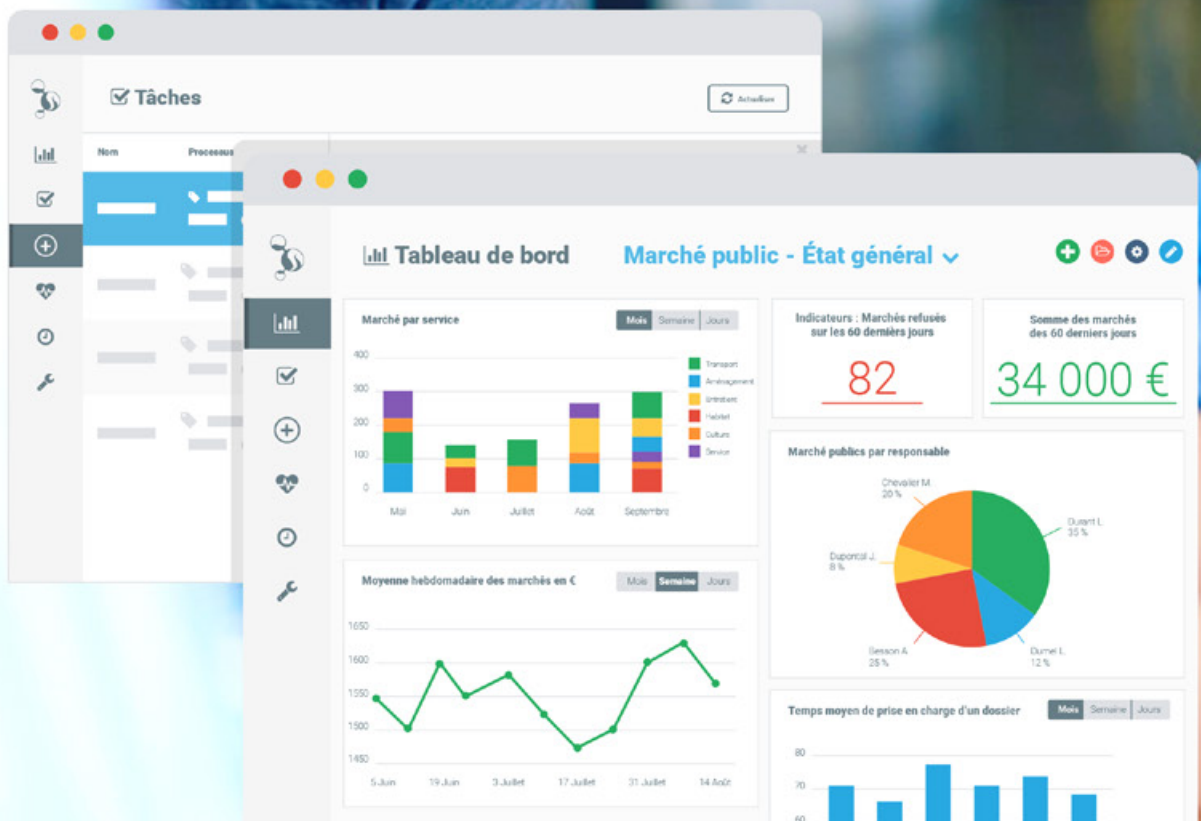 Tâches
Actualiser
Nom
Processus
Tableau de bord
Marché public - État général
Marché par service
Mois
Semaine
Jours
400
300
200
100
0
Mai
Juin
Juillet
Août
Septembre
Transport
Aménagement
Entretient
Habitat
Culture
Service
Indicateurs : Marchés refusés
sur les 60 dernièrs jours
82
Somme des marchés
des 60 derniers jours
34 000 €
Marché publics par responsable
Chevalier M.
20 %
Durant L.
35 %
Dupontal J.
8 %
Besson A.
25 %
Dumel L.
12 %
Moyenne hebdomadaire des marchés en €
Mois
Semaine
Jours
1650
1600
1550
1500
1450
5 Juin
19 Juin
3 Juillet
17 Juillet
31 Juillet
14 Août
Temps moyen de prise en charge d'un dossier
Mois
Semaine
Jours
80
70
60